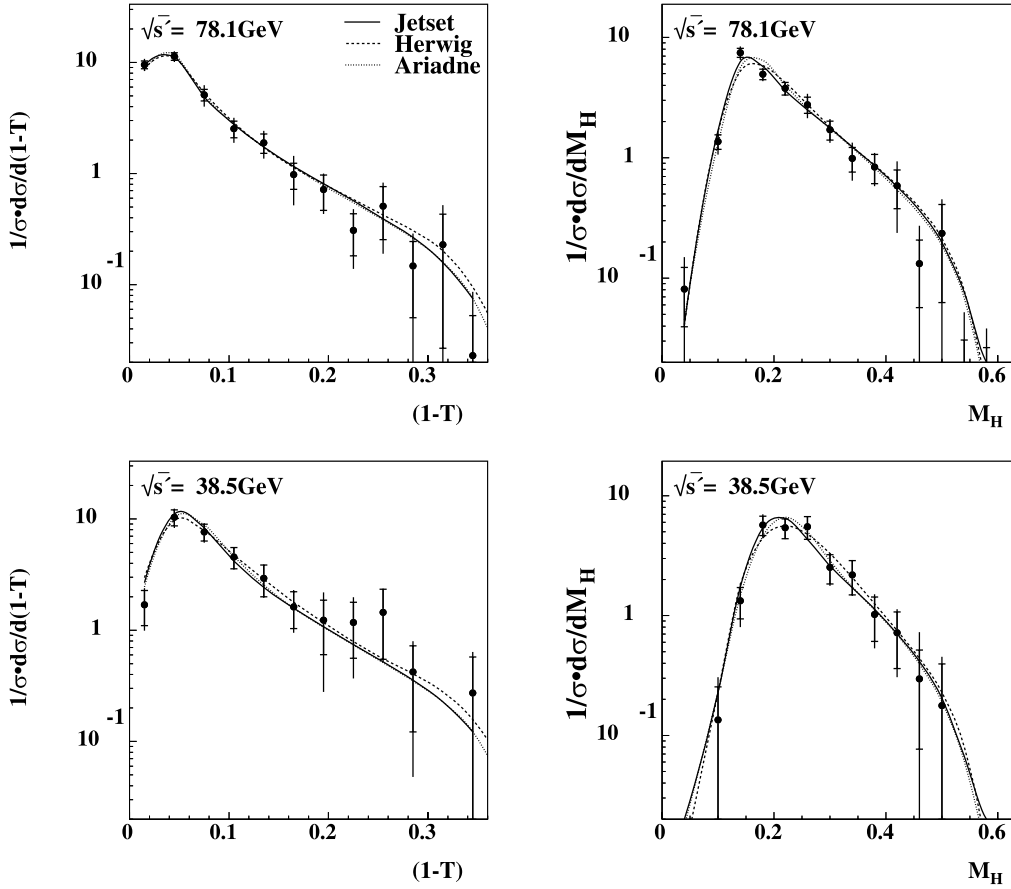 √s´= 78.1GeV
Jetset
Herwig
Ariadne
1/σ•dσ/d(1-T)
10
1
10
-1
0
0.1
0.2
0.3
(1-T)
√s´= 78.1GeV
1/σ•dσ/dM_H
10
1
10
-1
0
0.2
0.4
0.6
M_H
√s´= 38.5GeV
1/σ•dσ/d(1-T)
10
1
10
-1
0
0.1
0.2
0.3
(1-T)
√s´= 38.5GeV
1/σ•dσ/dM_H
10
1
10
-1
0
0.2
0.4
0.6
M_H